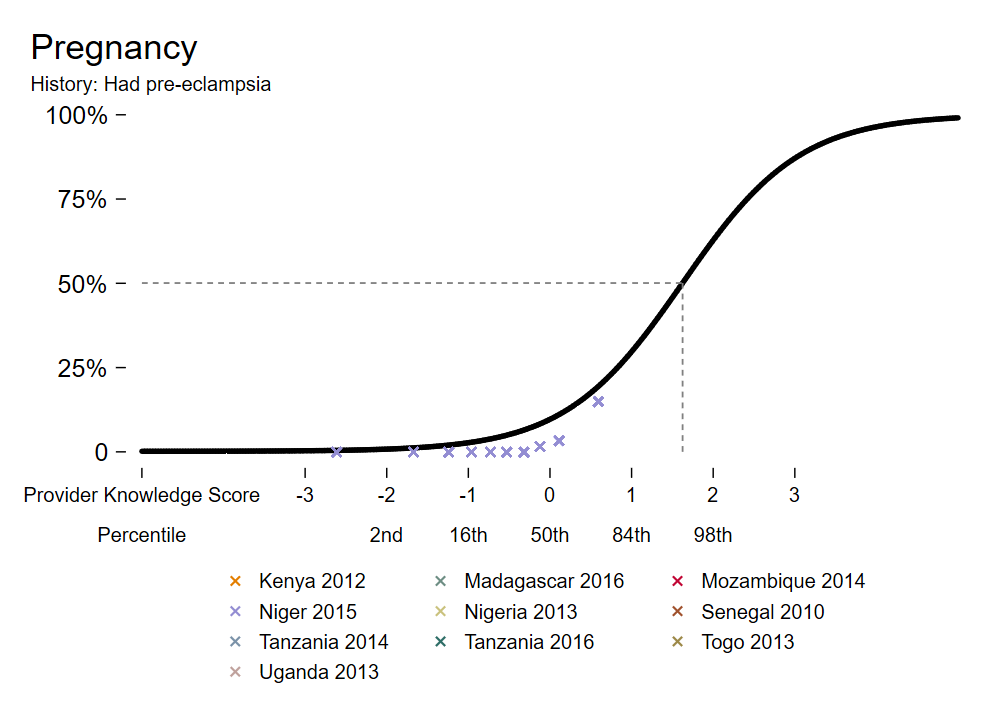 Pregnancy
History: Had pre-eclampsia
100%
75%
50%
25%
0
Provider Knowledge Score -3 -2 -1 0 1 2 3
Percentile 2nd 16th 50th 84th 98th
Kenya 2012 Madagascar 2016 Mozambique 2014
Niger 2015 Nigeria 2013 Senegal 2010
Tanzania 2014 Tanzania 2016 Togo 2013
Uganda 2013